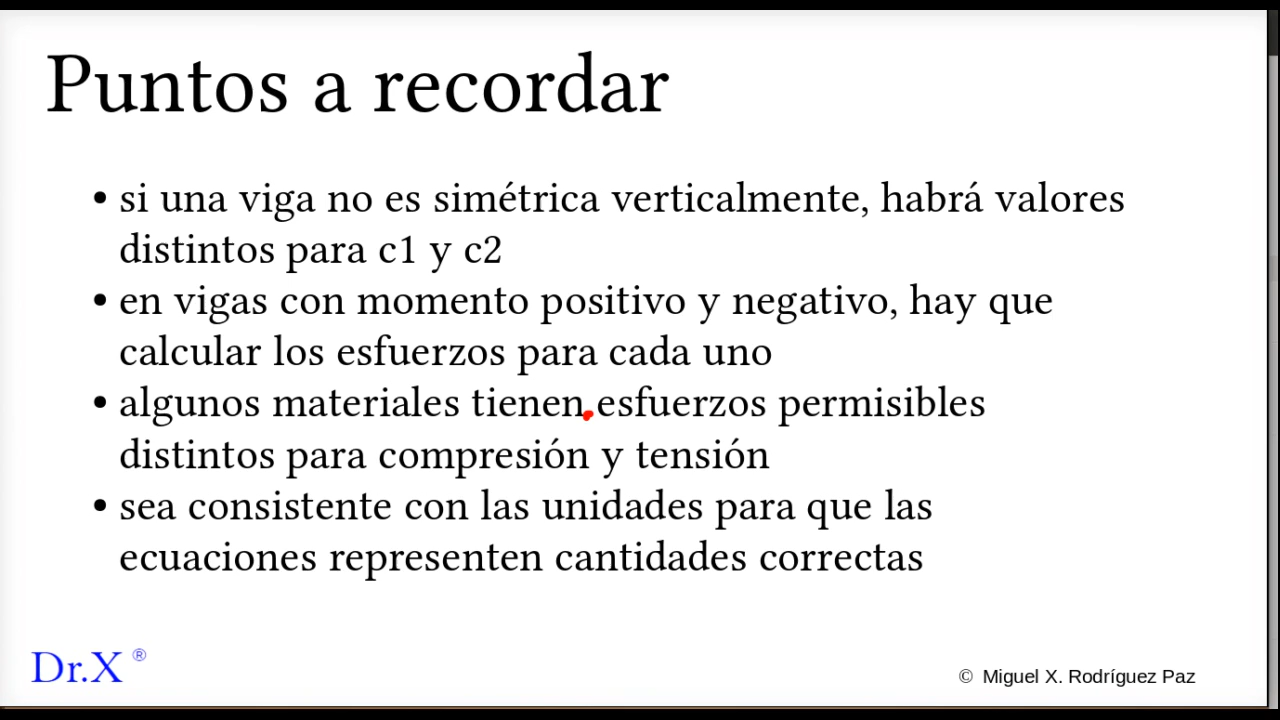 Puntos a recordar
• si una viga no es simétrica verticalmente, habrá valores
distintos para c1 y c2
• en vigas con momento positivo y negativo, hay que
calcular los esfuerzos para cada uno
• algunos materiales tienen esfuerzos permisibles
distintos para compresión y tensión
• sea consistente con las unidades para que las
ecuaciones representen cantidades correctas
Dr.X ®
© Miguel X. Rodríguez Paz